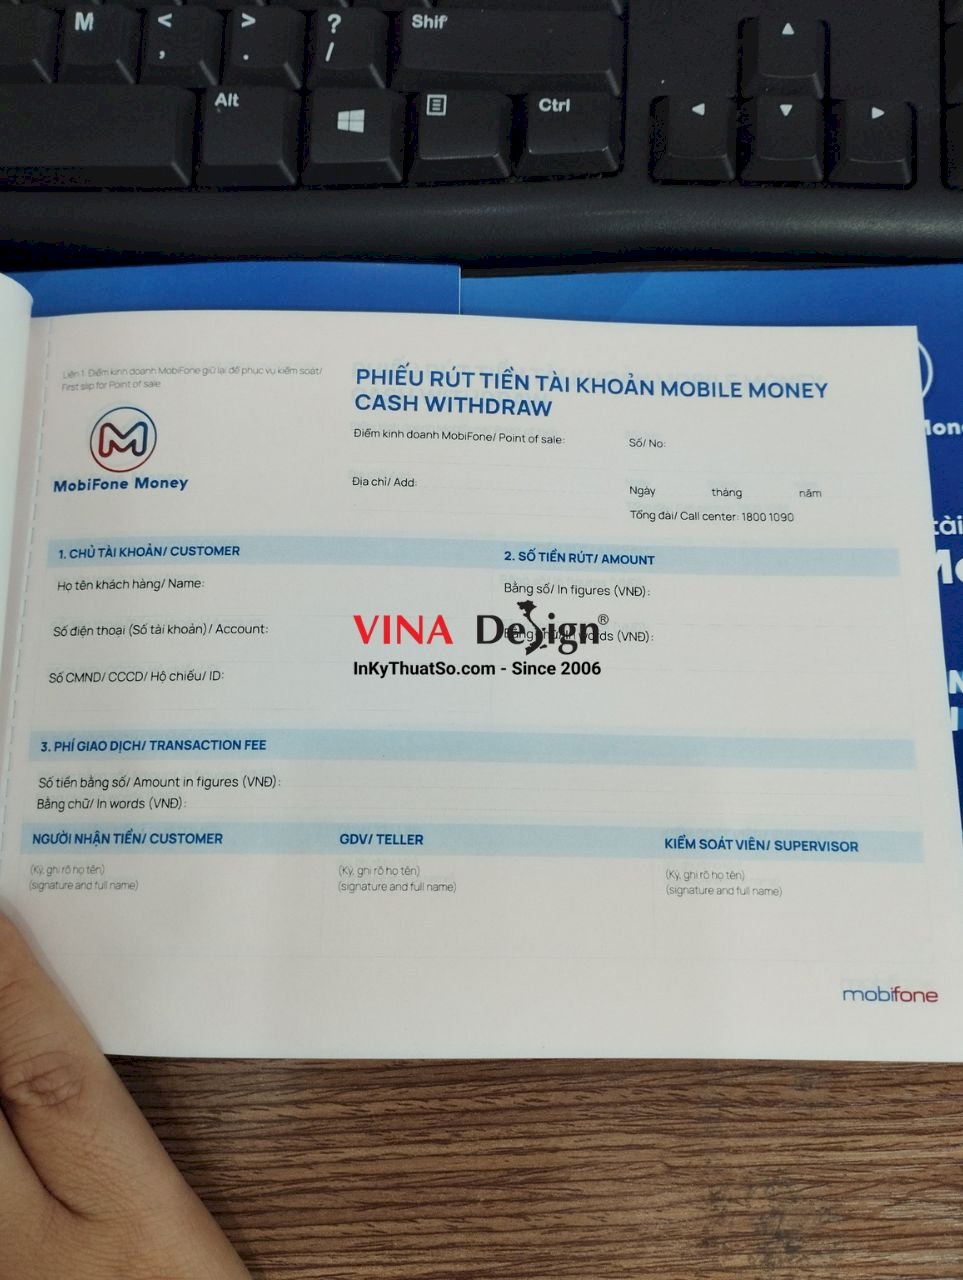 M < , > . ? / Shif
Alt Ctrl
Liên 1: Điểm kinh doanh MobiFone giữ lại để phục vụ kiểm soát/
First slip for Point of sale
MobiFone Money
PHIẾU RÚT TIỀN TÀI KHOẢN MOBILE MONEY
CASH WITHDRAW
Điểm kinh doanh MobiFone/ Point of sale:
Số/ No:
Địa chỉ/ Add:
Ngày tháng năm
Tổng đài/ Call center: 1800 1090
1. CHỦ TÀI KHOẢN/ CUSTOMER
Họ tên khách hàng/ Name:
Số điện thoại (Số tài khoản)/ Account:
Số CMND/ CCCD/ Hộ chiếu/ ID:
2. SỐ TIỀN RÚT/ AMOUNT
Bằng số/ In figures (VNĐ):
Bằng chữ/ In words (VNĐ):
VINA Design®
InKyThuatSo.com - Since 2006
3. PHÍ GIAO DỊCH/ TRANSACTION FEE
Số tiền bằng số/ Amount in figures (VNĐ):
Bằng chữ/ In words (VNĐ):
NGƯỜI NHẬN TIỀN/ CUSTOMER
(Ký, ghi rõ họ tên)
(signature and full name)
GDV/ TELLER
(Ký, ghi rõ họ tên)
(signature and full name)
KIỂM SOÁT VIÊN/ SUPERVISOR
(Ký, ghi rõ họ tên)
(signature and full name)
mobifone
tài